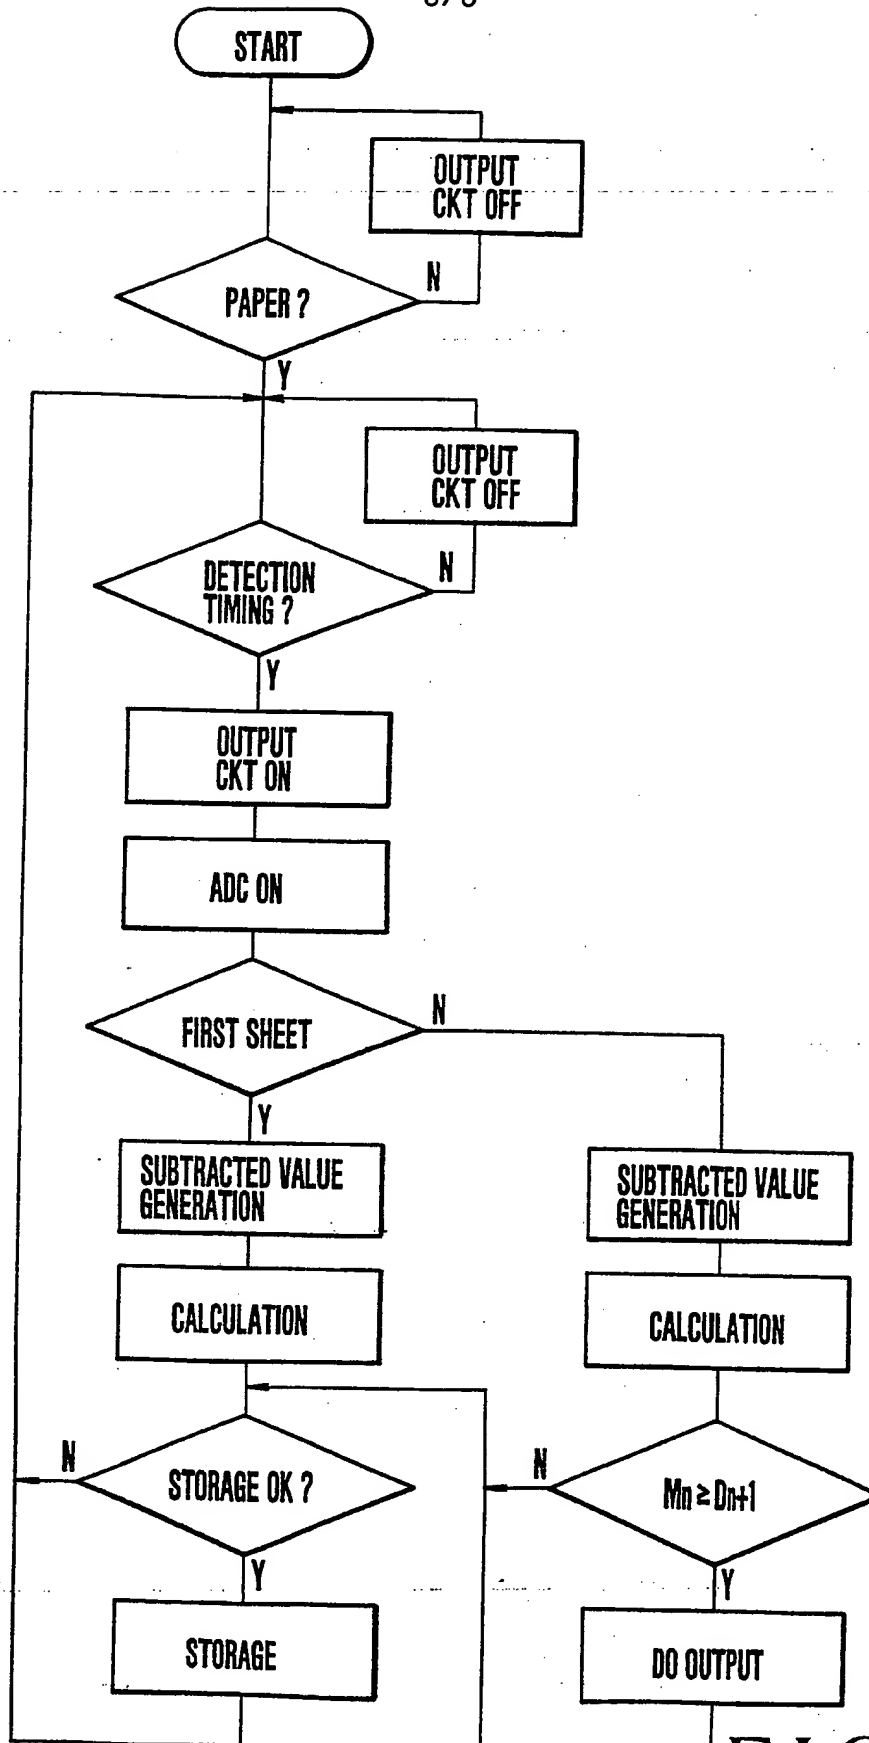 START
OUTPUT
CKT OFF
N
PAPER ?
Y
OUTPUT
CKT OFF
N
DETECTION
TIMING ?
Y
OUTPUT
CKT ON
ADC ON
FIRST SHEET
N
Y
SUBTRACTED VALUE
GENERATION
SUBTRACTED VALUE
GENERATION
CALCULATION
CALCULATION
N
STORAGE OK ?
N
Mn ≥ Dn+1
Y
Y
STORAGE
DO OUTPUT